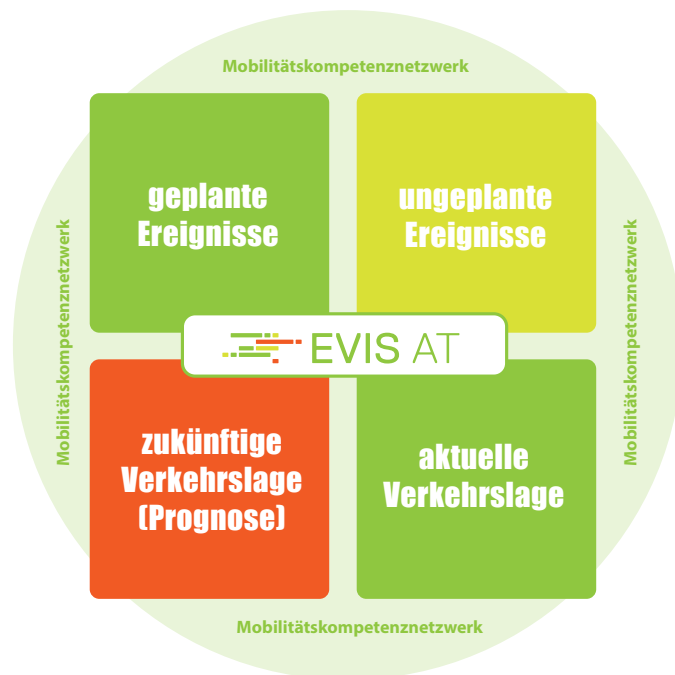 Mobilitätskompetenznetzwerk
geplante
Ereignisse
ungeplante
Ereignisse
Mobilitätskompetenznetzwerk
Mobilitätskompetenznetzwerk
EVIS AT
zukünftige
Verkehrslage
(Prognose)
aktuelle
Verkehrslage
Mobilitätskompetenznetzwerk